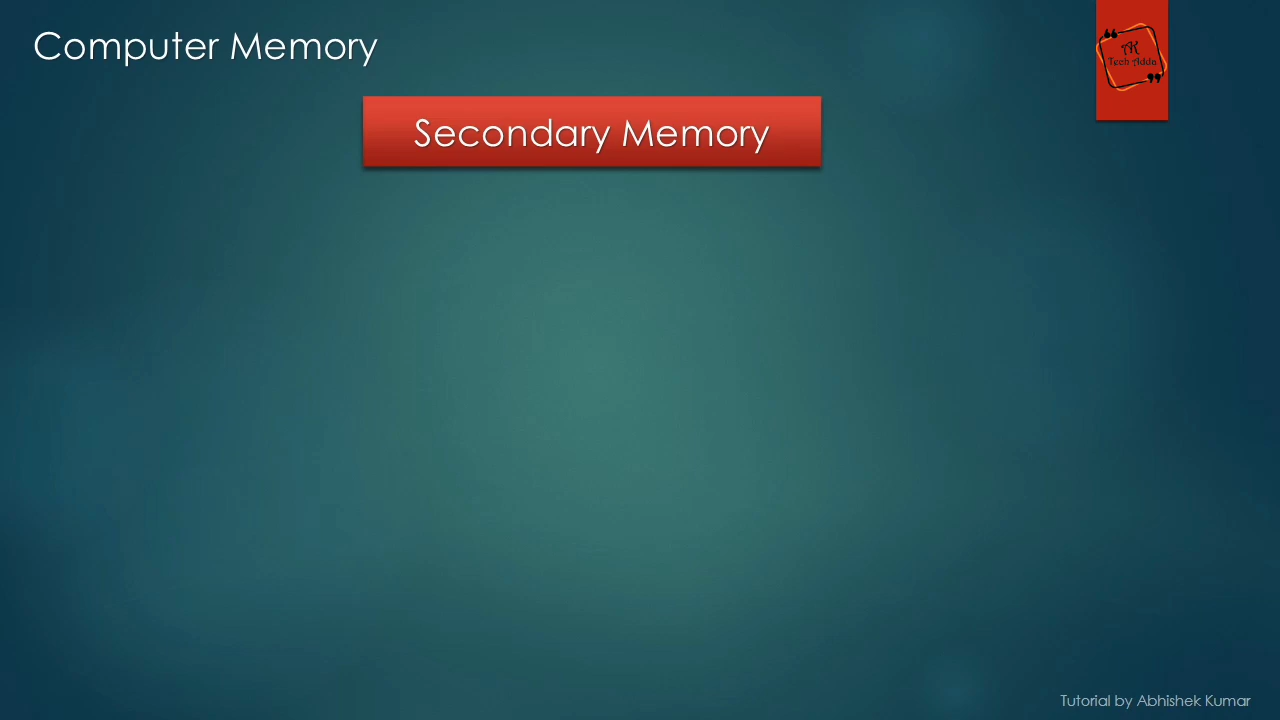 Computer Memory
AK
Tech Adda
Secondary Memory
Tutorial by Abhishek Kumar